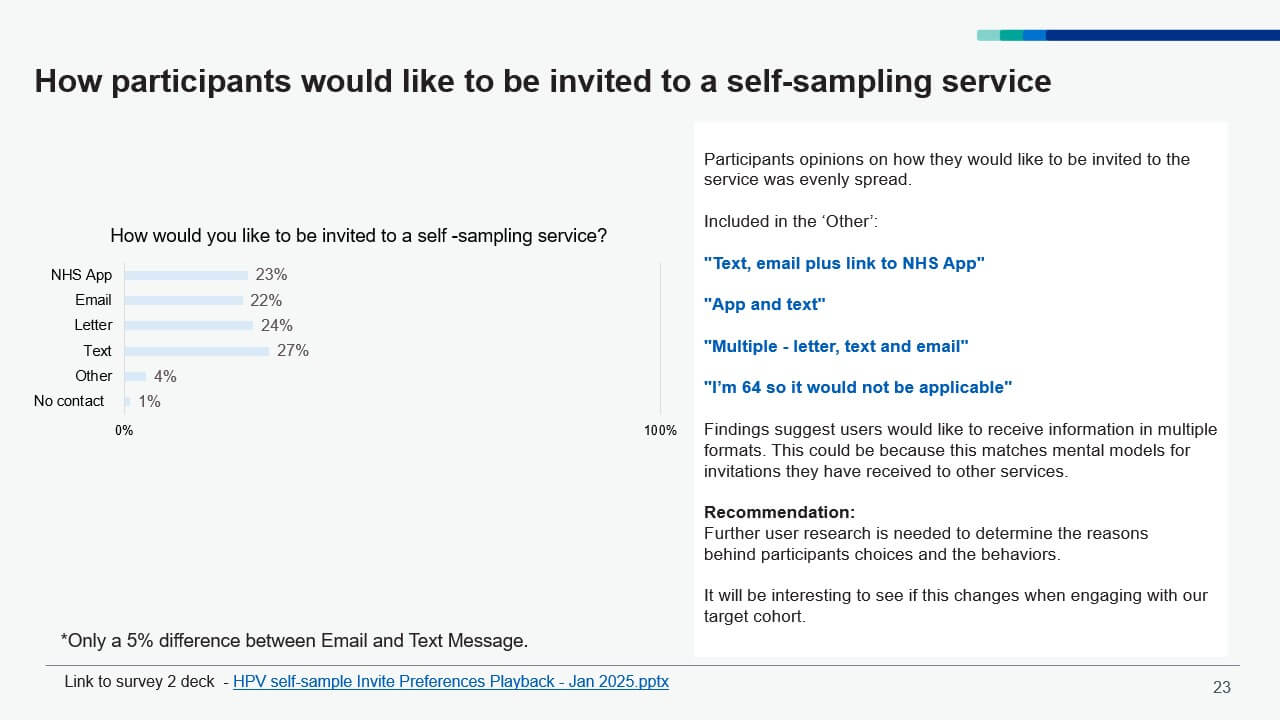 How participants would like to be invited to a self-sampling service
How would you like to be invited to a self -sampling service?
NHS App 23%
Email 22%
Letter 24%
Text 27%
Other 4%
No contact 1%
0% 100%
*Only a 5% difference between Email and Text Message.
Participants opinions on how they would like to be invited to the
service was evenly spread.
Included in the ‘Other’:
"Text, email plus link to NHS App"
"App and text"
"Multiple - letter, text and email"
"I’m 64 so it would not be applicable"
Findings suggest users would like to receive information in multiple
formats. This could be because this matches mental models for
invitations they have received to other services.
Recommendation:
Further user research is needed to determine the reasons
behind participants choices and the behaviors.
It will be interesting to see if this changes when engaging with our
target cohort.
Link to survey 2 deck - HPV self-sample Invite Preferences Playback - Jan 2025.pptx
23